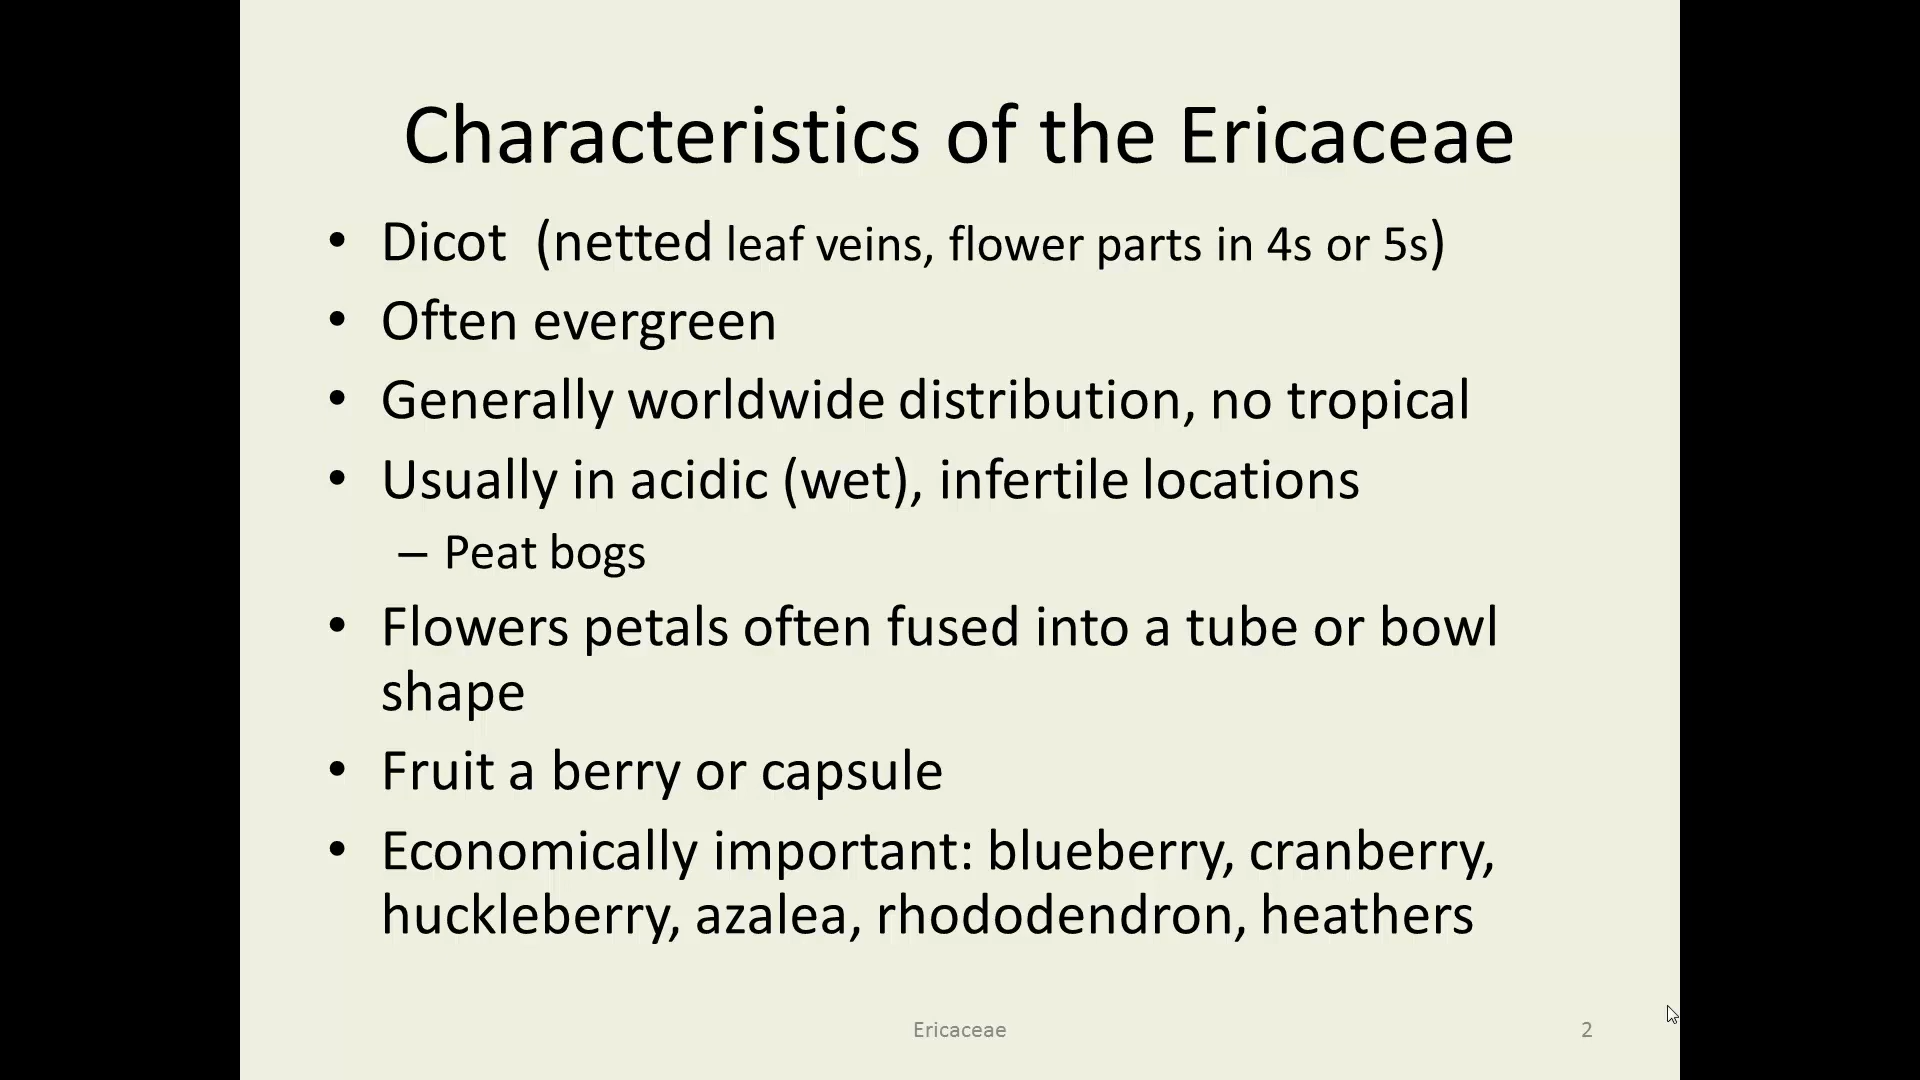 Characteristics of the Ericaceae
• Dicot  (netted leaf veins, flower parts in 4s or 5s)
• Often evergreen
• Generally worldwide distribution, no tropical
• Usually in acidic (wet), infertile locations
– Peat bogs
• Flowers petals often fused into a tube or bowl
shape
• Fruit a berry or capsule
• Economically important: blueberry, cranberry,
huckleberry, azalea, rhododendron, heathers
Ericaceae
2